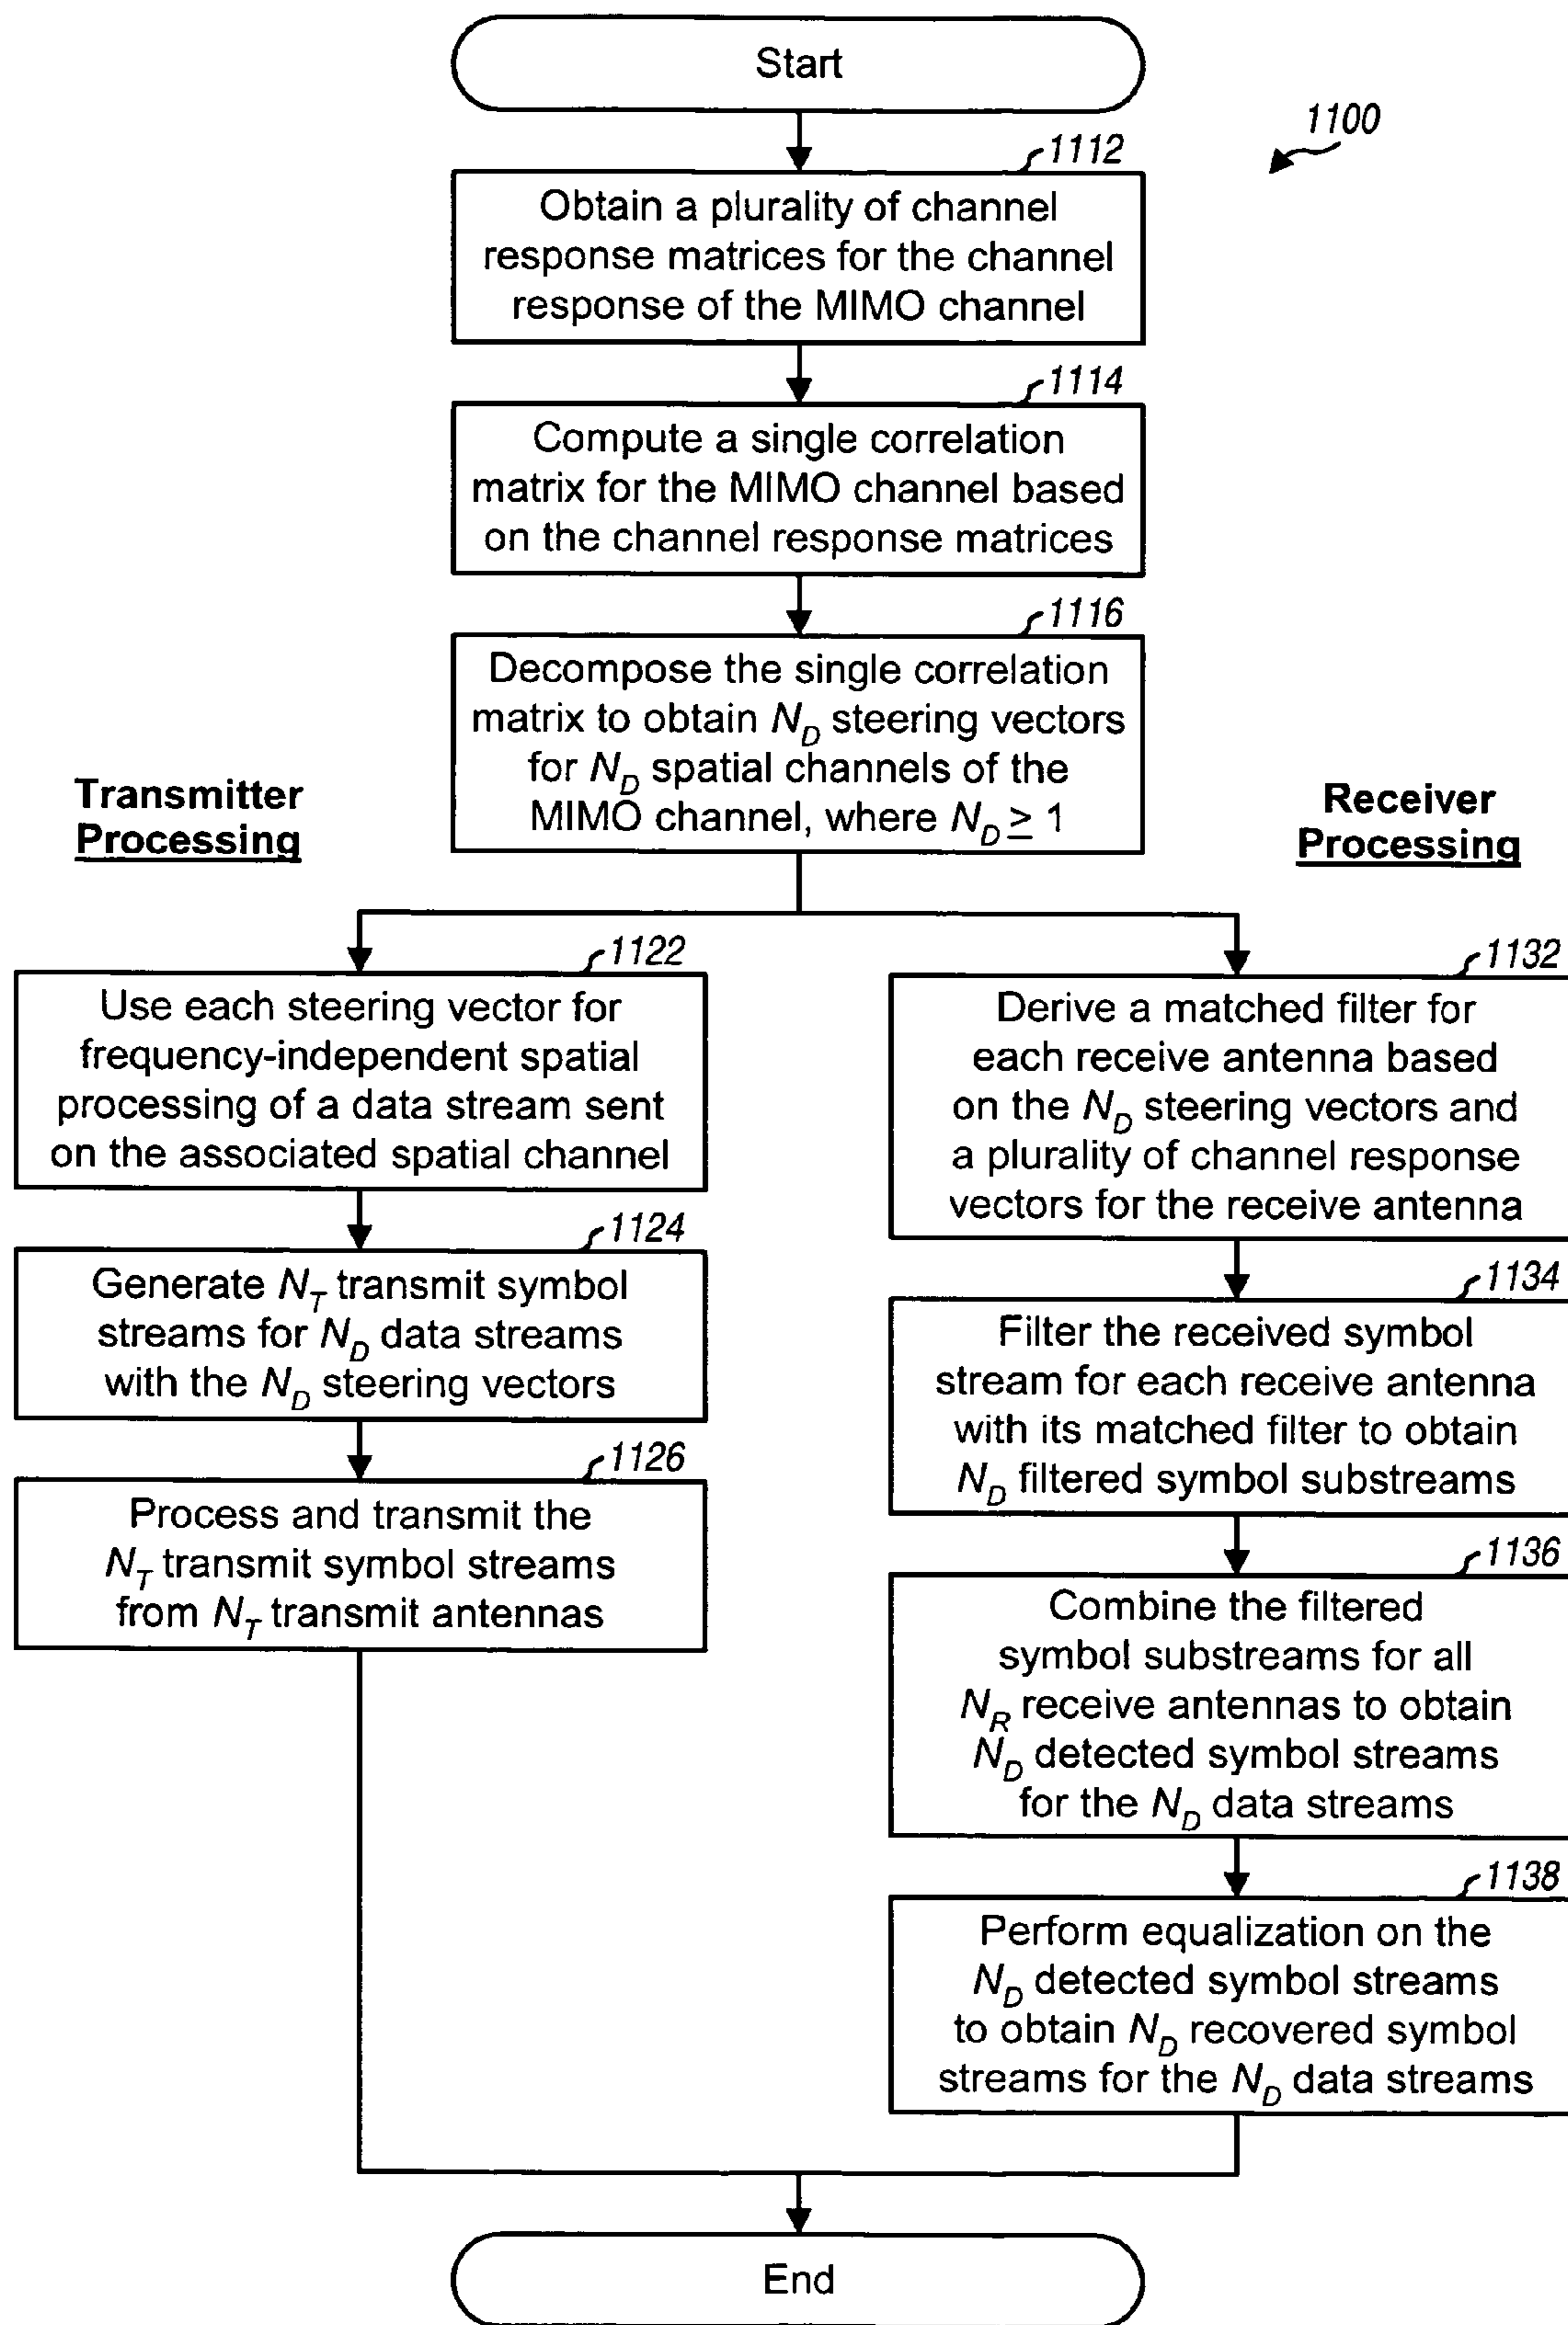 Start
1100
1112
Obtain a plurality of channel
response matrices for the channel
response of the MIMO channel
1114
Compute a single correlation
matrix for the MIMO channel based
on the channel response matrices
1116
Decompose the single correlation
matrix to obtain N_D steering vectors
for N_D spatial channels of the
MIMO channel, where N_D ≥ 1
Transmitter
Processing
1122
Use each steering vector for
frequency-independent spatial
processing of a data stream sent
on the associated spatial channel
1124
Generate N_T transmit symbol
streams for N_D data streams
with the N_D steering vectors
1126
Process and transmit the
N_T transmit symbol streams
from N_T transmit antennas
Receiver
Processing
1132
Derive a matched filter for
each receive antenna based
on the N_D steering vectors and
a plurality of channel response
vectors for the receive antenna
1134
Filter the received symbol
stream for each receive antenna
with its matched filter to obtain
N_D filtered symbol substreams
1136
Combine the filtered
symbol substreams for all
N_R receive antennas to obtain
N_D detected symbol streams
for the N_D data streams
1138
Perform equalization on the
N_D detected symbol streams
to obtain N_D recovered symbol
streams for the N_D data streams
End